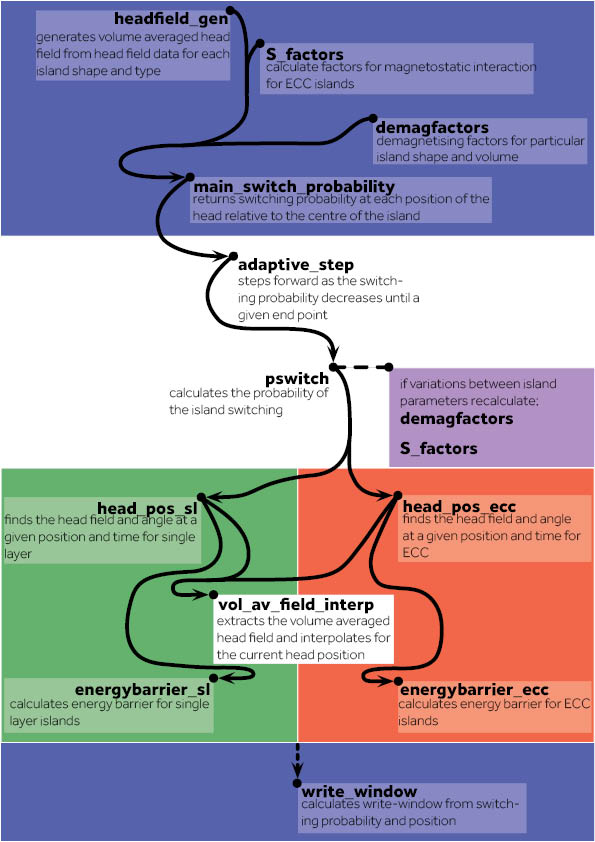 headfield_gen
generates volume averaged head
field from head field data for each
island shape and type
S_factors
calculate factors for magnetostatic interaction
for ECC islands
demagfactors
demagnetising factors for particular
island shape and volume
main_switch_probability
returns switching probability at each position of the
head relative to the centre of the island
adaptive_step
steps forward as the switch-
ing probability decreases until a
given end point
pswitch
calculates the probability of
the island switching
if variations between island
parameters recalculate;
demagfactors
S_factors
head_pos_sl
finds the head field and angle at a
given position and time for single
layer
head_pos_ecc
finds the head field and angle
at a given position and time for
ECC
vol_av_field_interp
extracts the volume averaged
head field and interpolates for
the current head position
energybarrier_sl
calculates energy barrier for single
layer islands
energybarrier_ecc
calculates energy barrier for ECC
islands
write_window
calculates write-window from switch-
ing probability and position